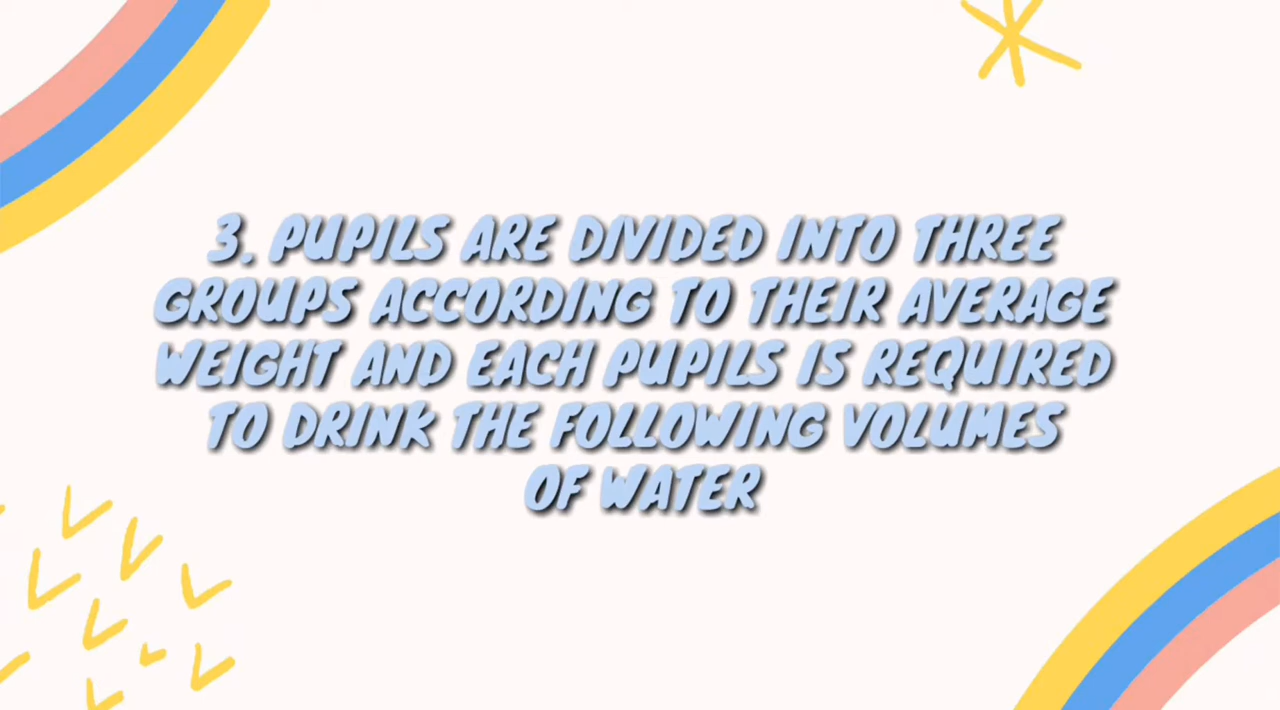 3. PUPILS ARE DIVIDED INTO THREE
GROUPS ACCORDING TO THEIR AVERAGE
WEIGHT AND EACH PUPILS IS REQUIRED
TO DRINK THE FOLLOWING VOLUMES
OF WATER